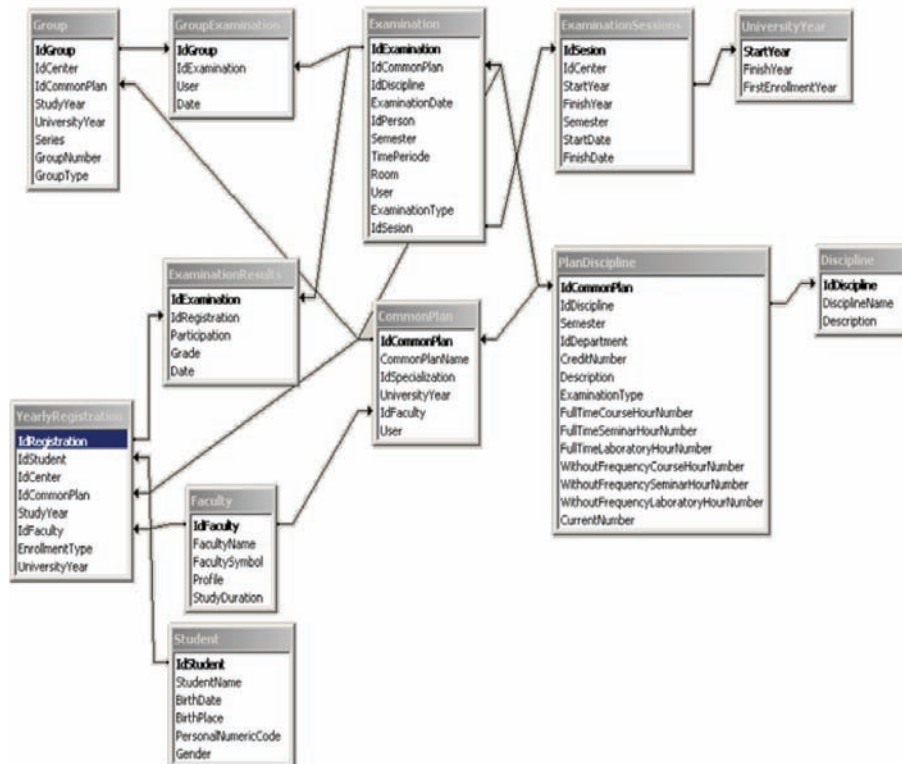 Group
IdGroup
IdCenter
IdCommonPlan
StudyYear
UniversityYear
Series
GroupNumber
GroupType
GroupExamination
IdGroup
IdExamination
User
Date
Examination
IdExamination
IdCommonPlan
IdDiscipline
ExaminationDate
IdPerson
Semester
TimePeriode
Room
User
ExaminationType
IdSesion
ExaminationSessions
IdSesion
IdCenter
StartYear
FinishYear
Semester
StartDate
FinishDate
UniversityYear
StartYear
FinishYear
FirstEnrollmentYear
ExaminationResults
IdExamination
IdRegistration
Participation
Grade
Date
CommonPlan
IdCommonPlan
CommonPlanName
IdSpecialization
UniversityYear
IdFaculty
User
PlanDiscipline
IdCommonPlan
IdDiscipline
Semester
IdDepartment
CreditNumber
Description
ExaminationType
FullTimeCourseHourNumber
FullTimeSeminarHourNumber
FullTimeLaboratoryHourNumber
WithoutFrequencyCourseHourNumber
WithoutFrequencySeminarHourNumber
WithoutFrequencyLaboratoryHourNumber
CurrentNumber
Discipline
IdDiscipline
DisciplineName
Description
YearlyRegistration
IdRegistration
IdStudent
IdCenter
IdCommonPlan
StudyYear
IdFaculty
EnrollmentType
UniversityYear
Faculty
IdFaculty
FacultyName
FacultySymbol
Profile
StudyDuration
Student
IdStudent
StudentName
BirthDate
BirthPlace
PersonalNumericCode
Gender